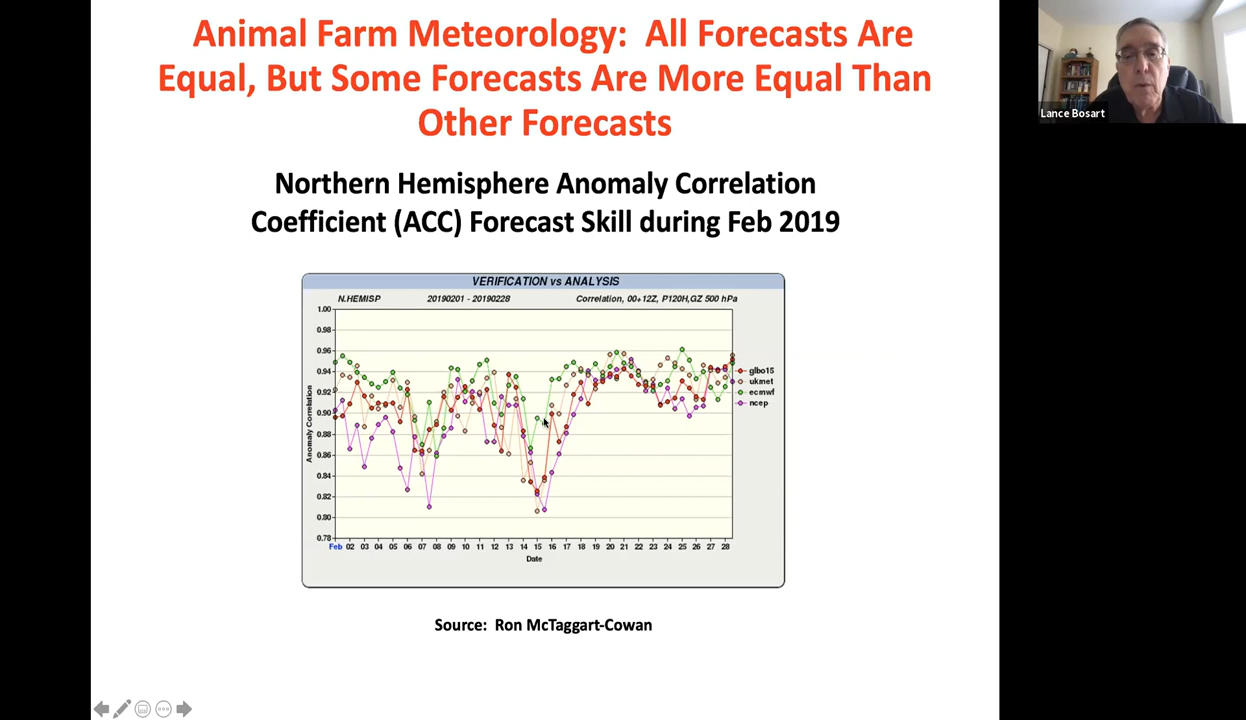 Animal Farm Meteorology: All Forecasts Are
Equal, But Some Forecasts Are More Equal Than
Other Forecasts
Lance Bosart
Northern Hemisphere Anomaly Correlation
Coefficient (ACC) Forecast Skill during Feb 2019
VERIFICATION vs ANALYSIS
N.HEMISP 20190201 - 20190228 Correlation, 00+12Z, P120H,GZ 500 hPa
1.00
0.98
0.96
0.94
0.92
0.90
0.88
0.86
0.84
0.82
0.80
0.78
Anomaly Correlation
glbo15
ukmet
ecmwf
ncep
Feb 02 03 04 05 06 07 08 09 10 11 12 13 14 15 16 17 18 19 20 21 22 23 24 25 26 27 28
Date
Source: Ron McTaggart-Cowan